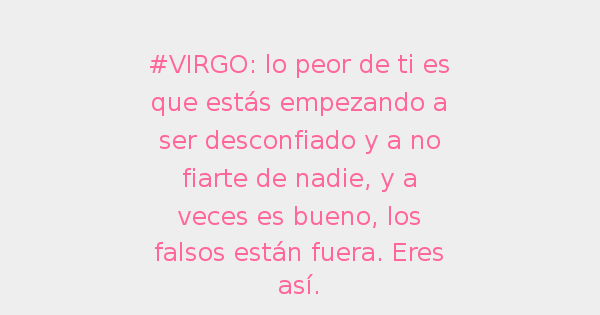 #VIRGO: lo peor de ti es
que estás empezando a
ser desconfiado y a no
fiarte de nadie, y a
veces es bueno, los
falsos están fuera. Eres
así.